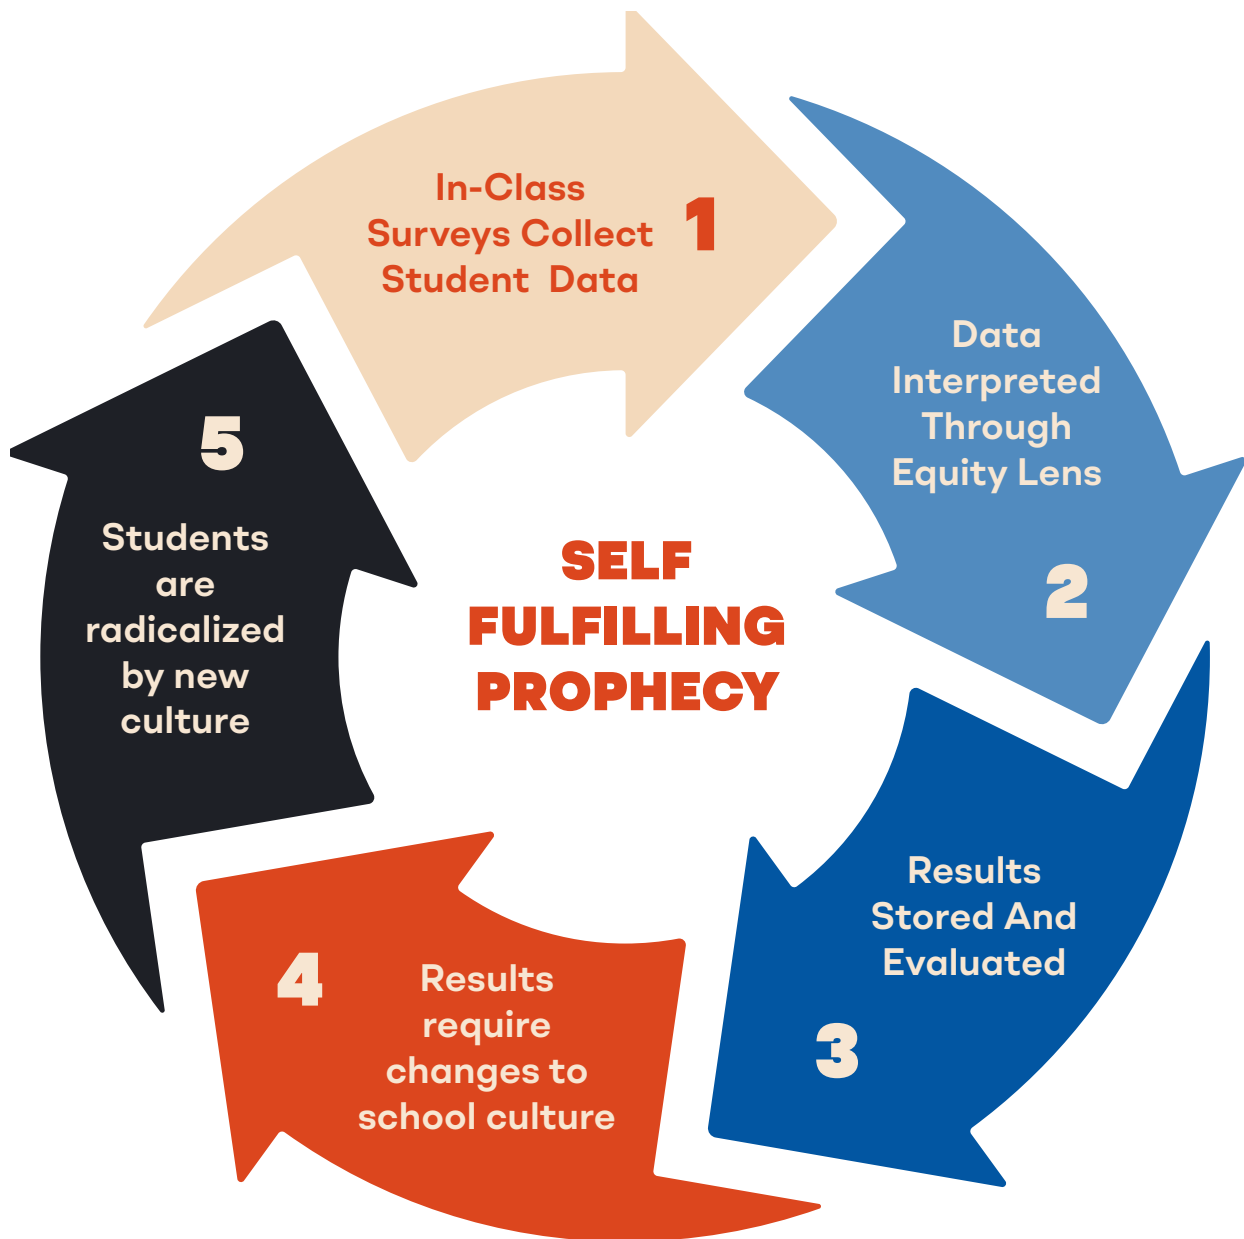 In-Class
Surveys Collect
Student  Data
1
Data
Interpreted
Through
Equity Lens
2
Results
Stored And
Evaluated
3
4
Results
require
changes to
school culture
5
Students
are
radicalized
by new
culture
SELF
FULFILLING
PROPHECY